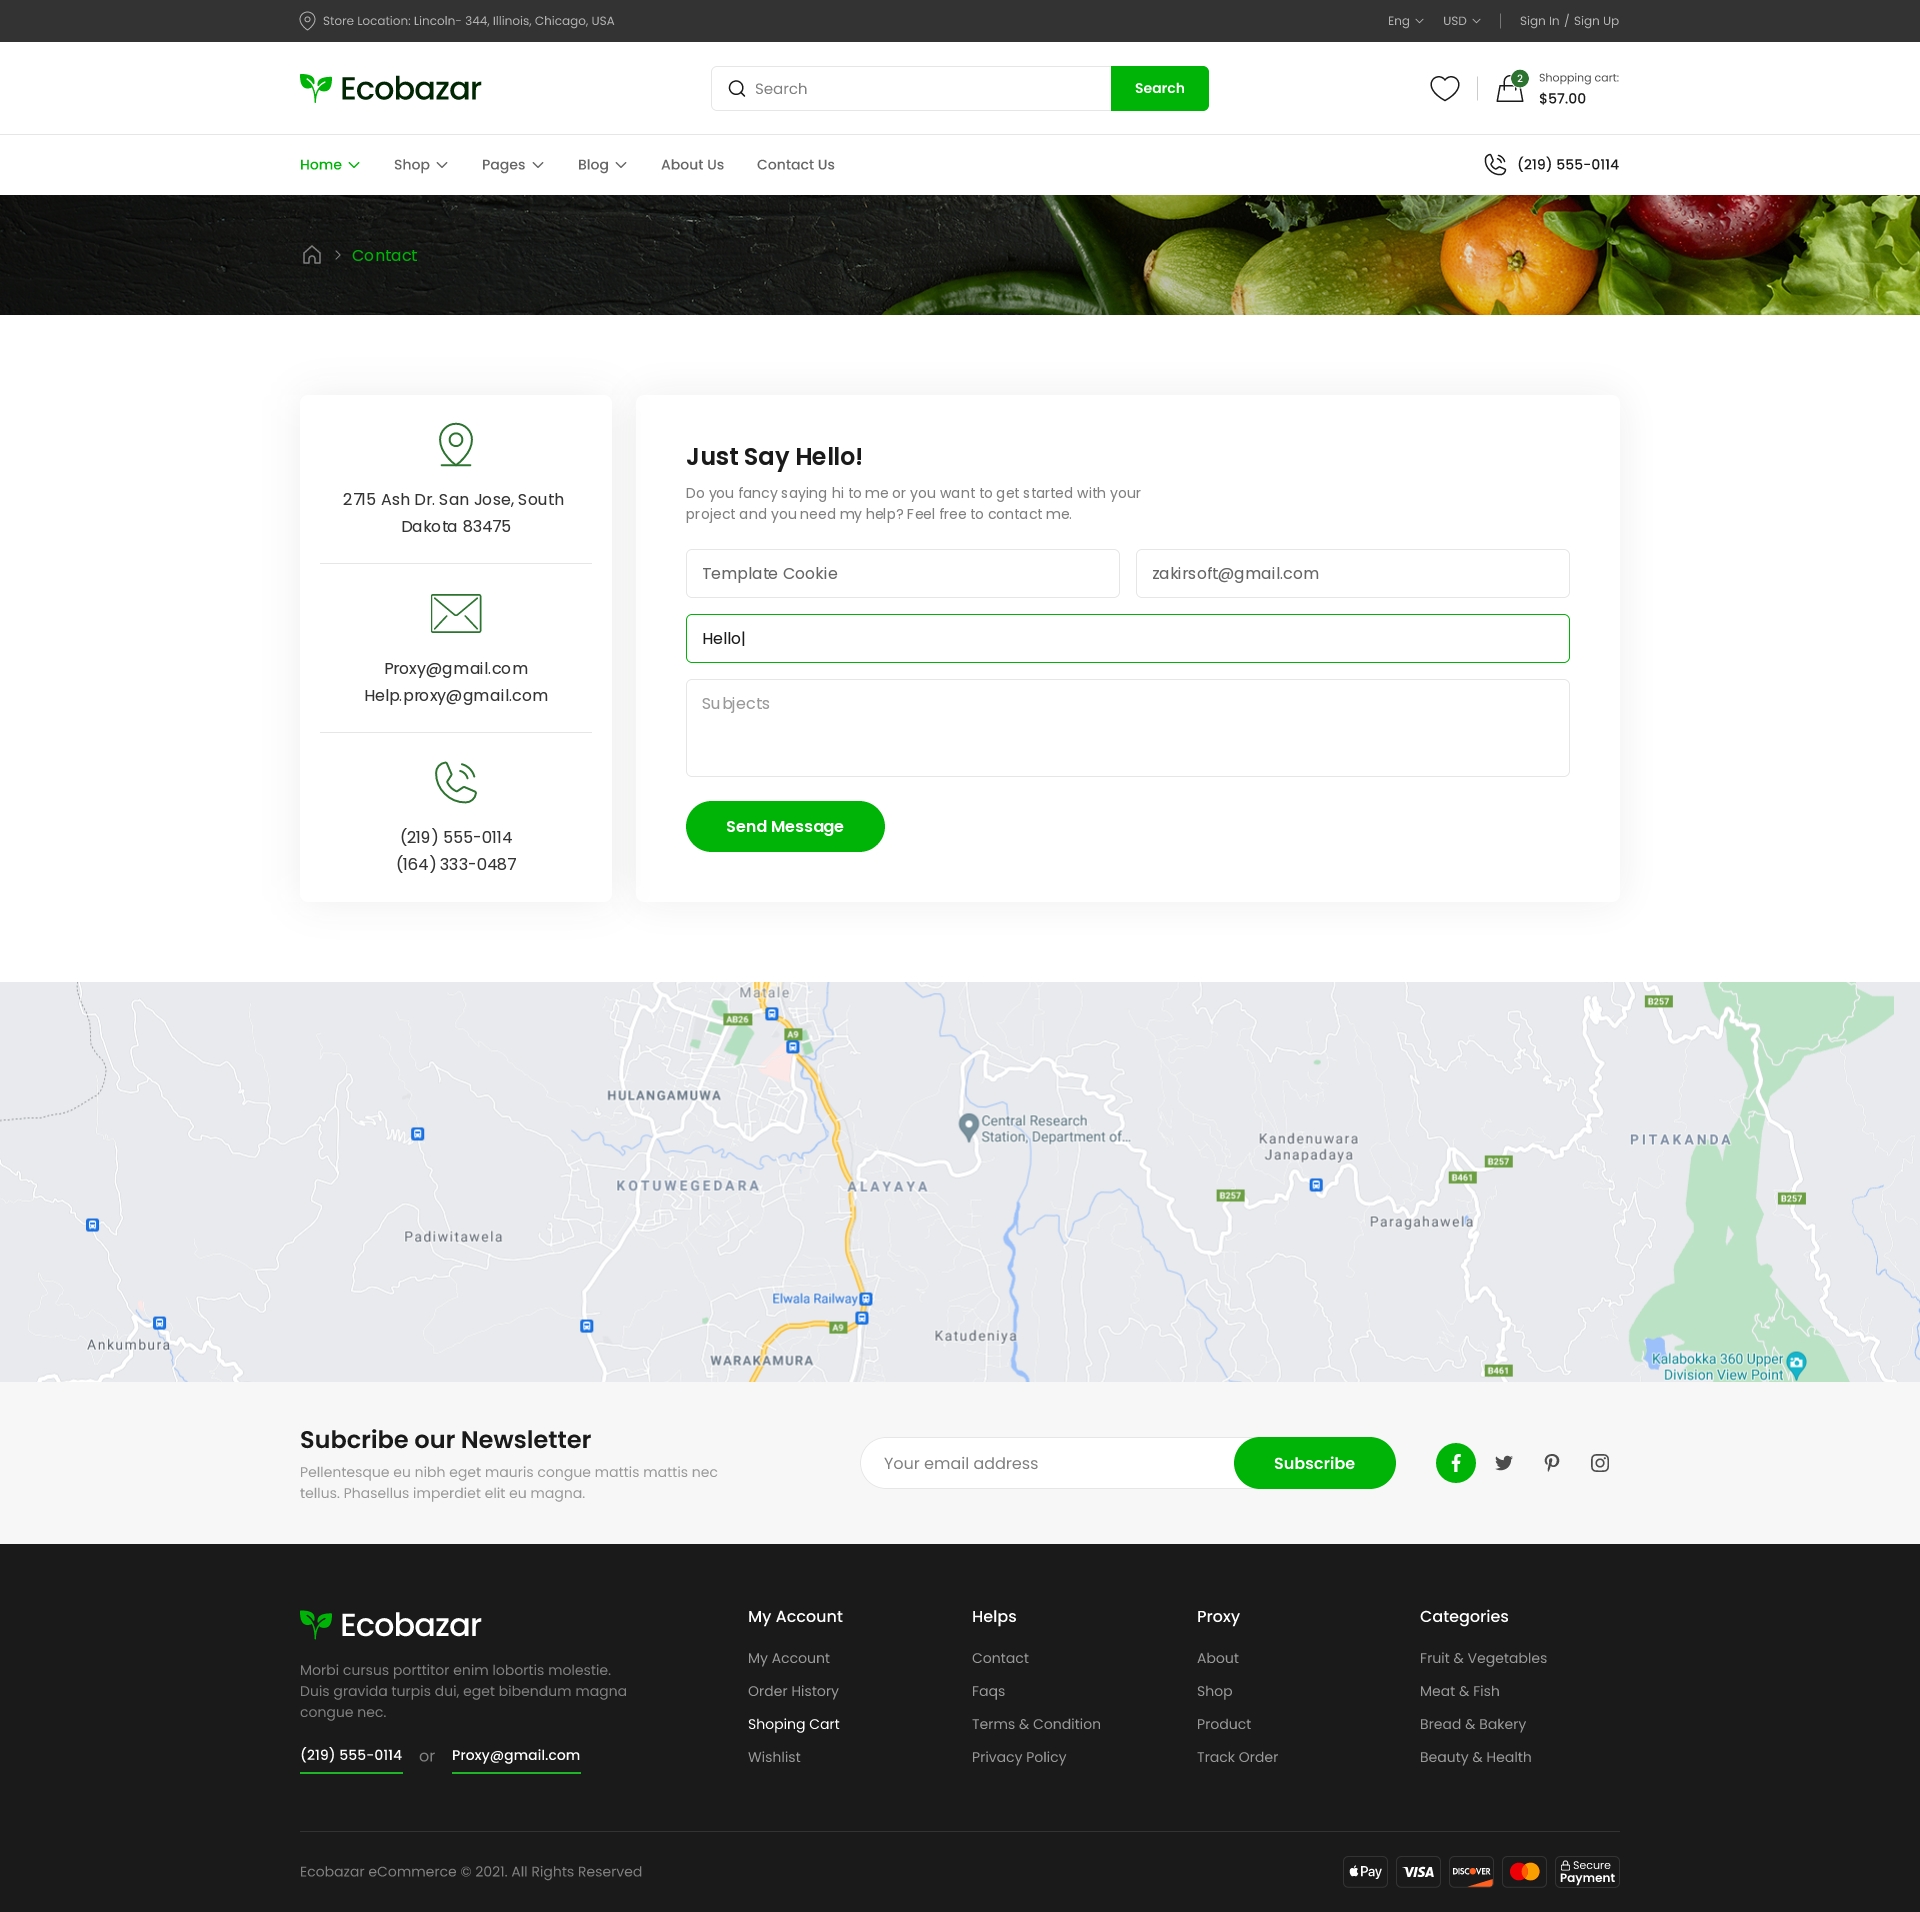 Store Location: Lincoln- 344, Illinois, Chicago, USA
Eng
USD
Sign In / Sign Up
Ecobazar
Search
Search
2
Shopping cart:
$57.00
Home
Shop
Pages
Blog
About Us
Contact Us
(219) 555-0114
Contact
2715 Ash Dr. San Jose, South
Dakota 83475
Proxy@gmail.com
Help.proxy@gmail.com
(219) 555-0114
(164) 333-0487
Just Say Hello!
Do you fancy saying hi to me or you want to get started with your
project and you need my help? Feel free to contact me.
Template Cookie
zakirsoft@gmail.com
Hello
Subjects
Send Message
Matale
AB26
A9
B257
HULANGAMUWA
Central Research
Station, Department of...
Kandenuwara
Janapadaya
PITAKANDA
B257
B461
KOTUWEGEDARA
ALAYAYA
B257
B257
Paragahawela
Padiwitawela
Elwala Railway
A9
Ankumbura
Katudeniya
WARAKAMURA
B461
Kalabokka 360 Upper
Division View Point
Subcribe our Newsletter
Pellentesque eu nibh eget mauris congue mattis mattis nec
tellus. Phasellus imperdiet elit eu magna.
Your email address
Subscribe
Ecobazar
Morbi cursus porttitor enim lobortis molestie.
Duis gravida turpis dui, eget bibendum magna
congue nec.
(219) 555-0114 or Proxy@gmail.com
My Account
My Account
Order History
Shoping Cart
Wishlist
Helps
Contact
Faqs
Terms & Condition
Privacy Policy
Proxy
About
Shop
Product
Track Order
Categories
Fruit & Vegetables
Meat & Fish
Bread & Bakery
Beauty & Health
Ecobazar eCommerce © 2021. All Rights Reserved
Pay
VISA
DISCOVER
Secure
Payment